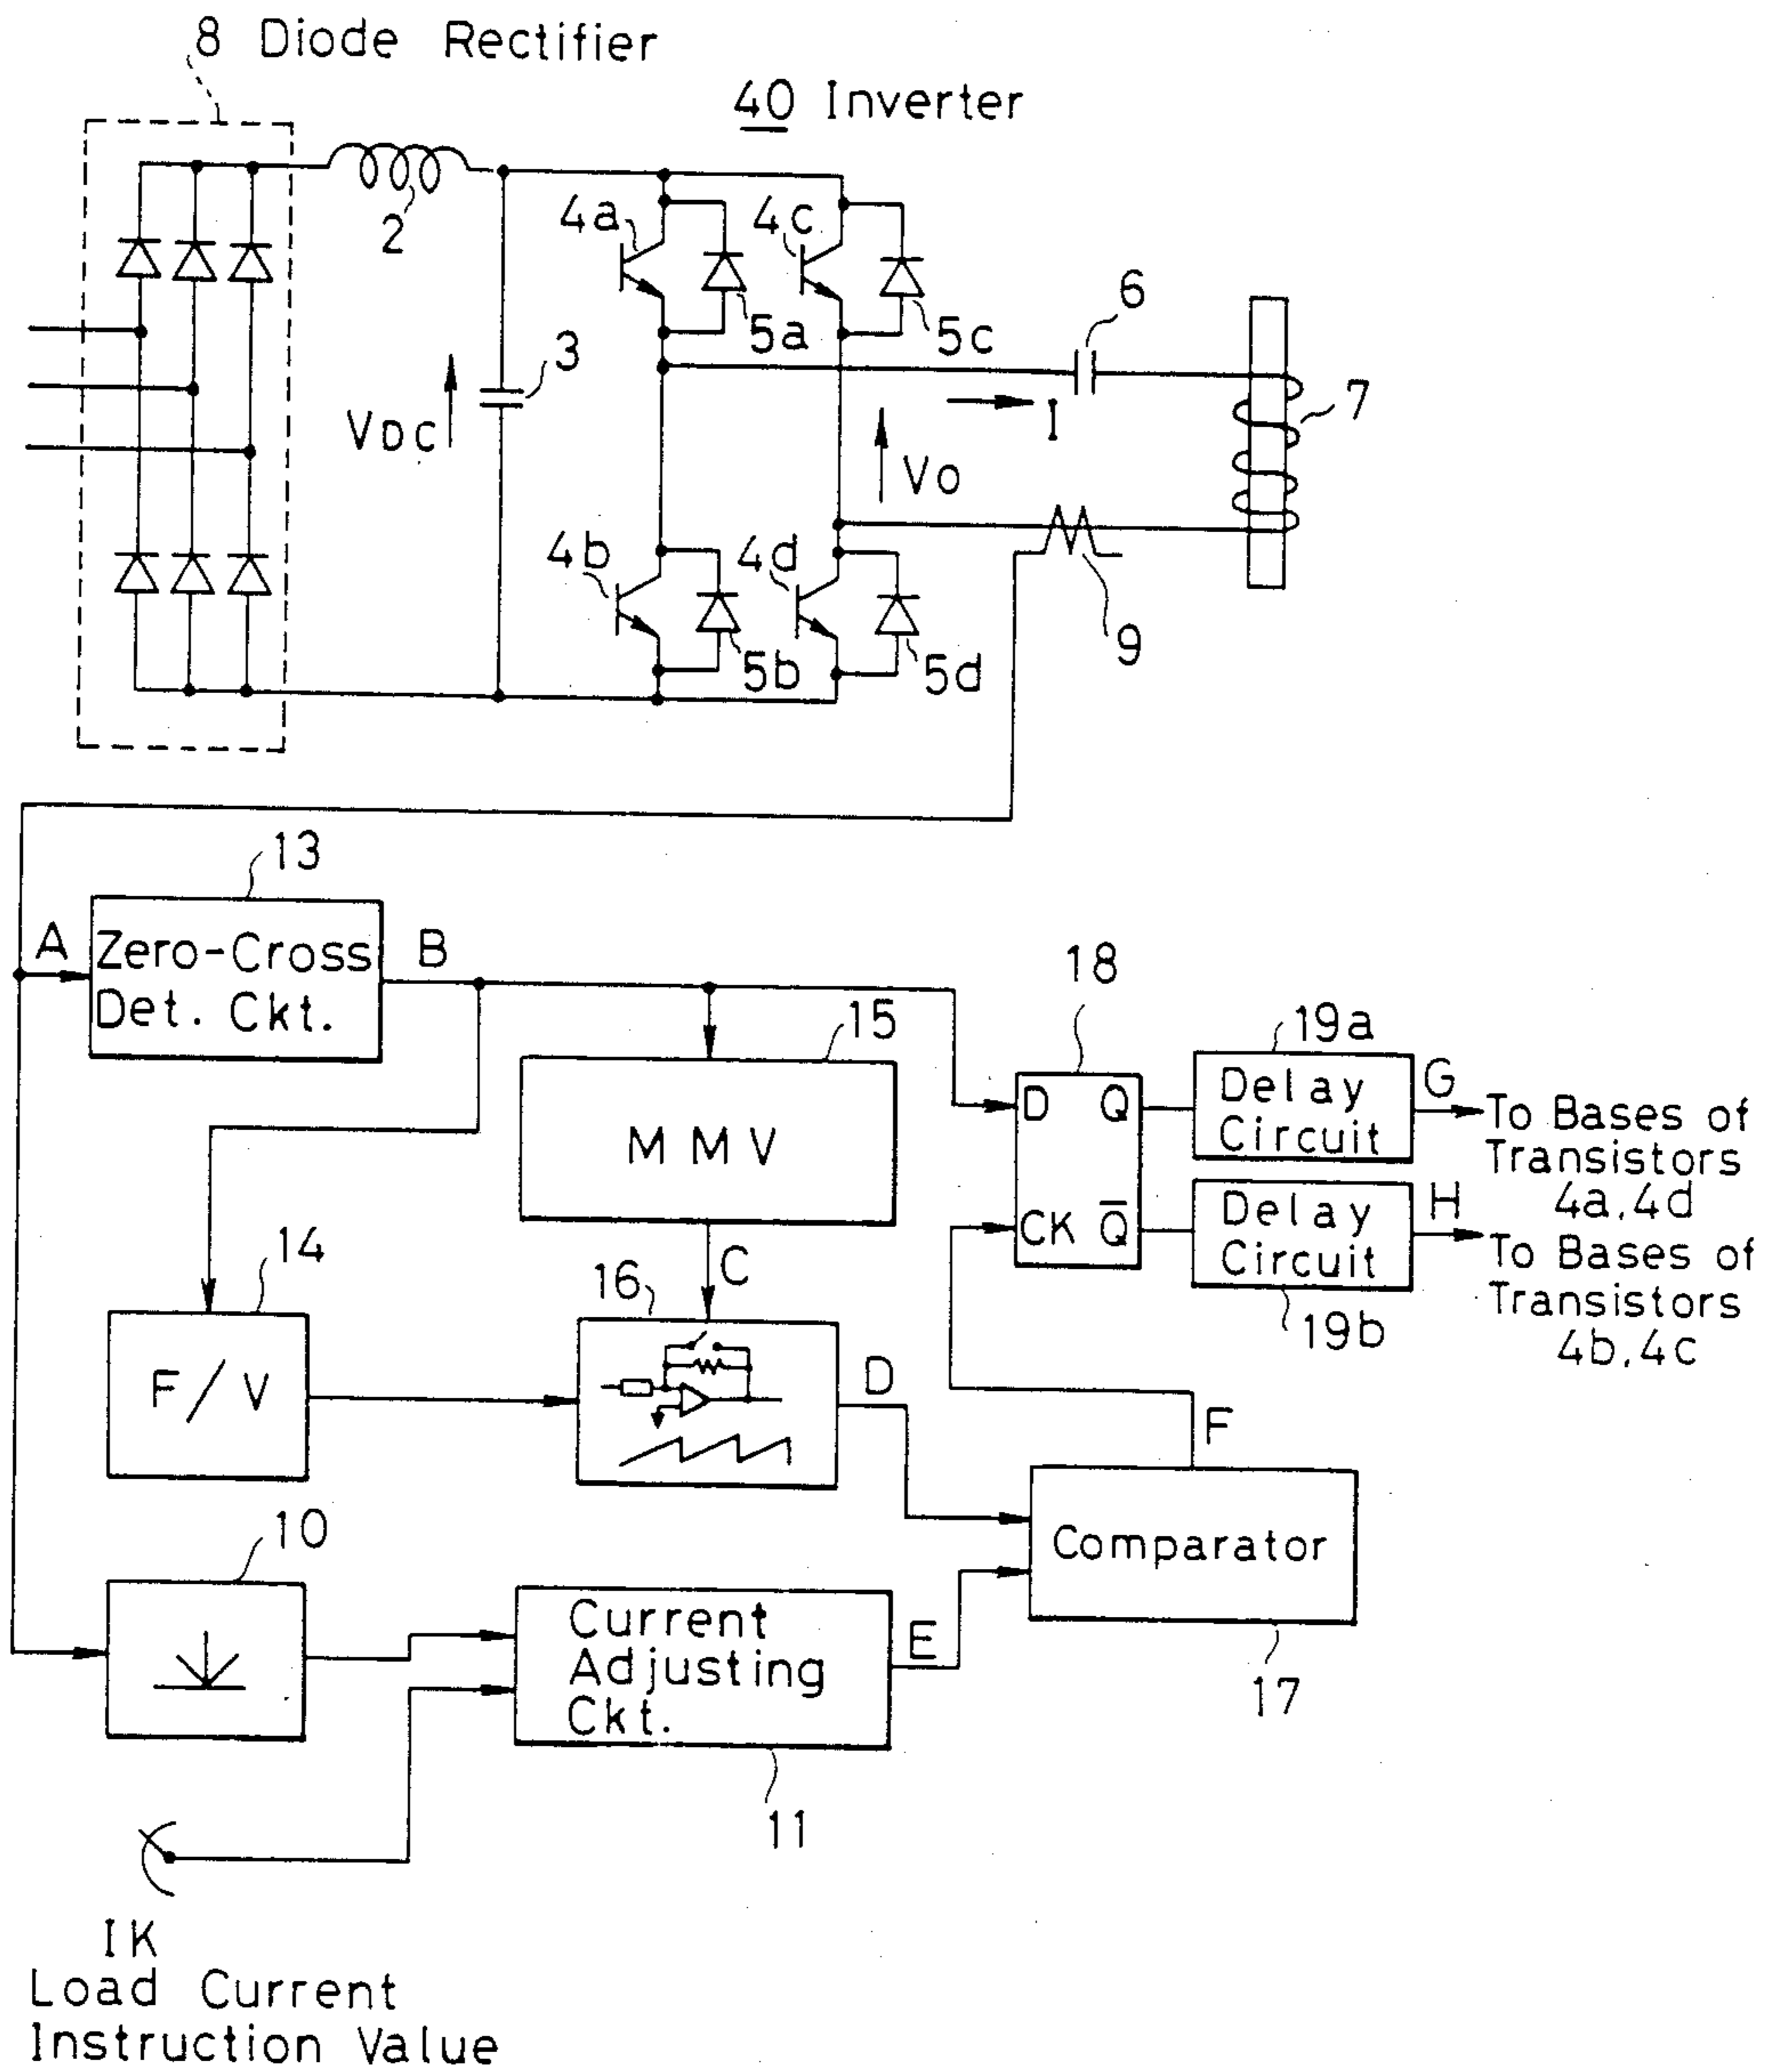 8 Diode Rectifier
40 Inverter
2
4a
4c
5a
5c
6
3
VDC
I
7
VO
4b
4d
5b
5d
9
13
A
Zero-Cross
Det. Ckt.
B
15
MMV
18
D Q
CK Q̅
19a
Delay
Circuit
G
To Bases of
Transistors
4a,4d
Delay
Circuit
H
To Bases of
Transistors
4b,4c
19b
14
F/V
C
16
D
F
10
Comparator
17
Current
Adjusting
Ckt.
E
11
IK
Load Current
Instruction Value